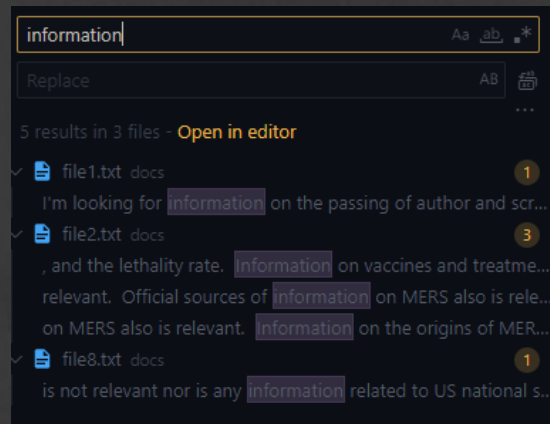 information
Aa ab .*
Replace AB
...
5 results in 3 files - Open in editor
file1.txt docs 1
I'm looking for information on the passing of author and scr...
file2.txt docs 3
, and the lethality rate.  Information on vaccines and treatme...
relevant.  Official sources of information on MERS also is rele...
on MERS also is relevant.  Information on the origins of MER...
file8.txt docs 1
is not relevant nor is any information related to US national s...